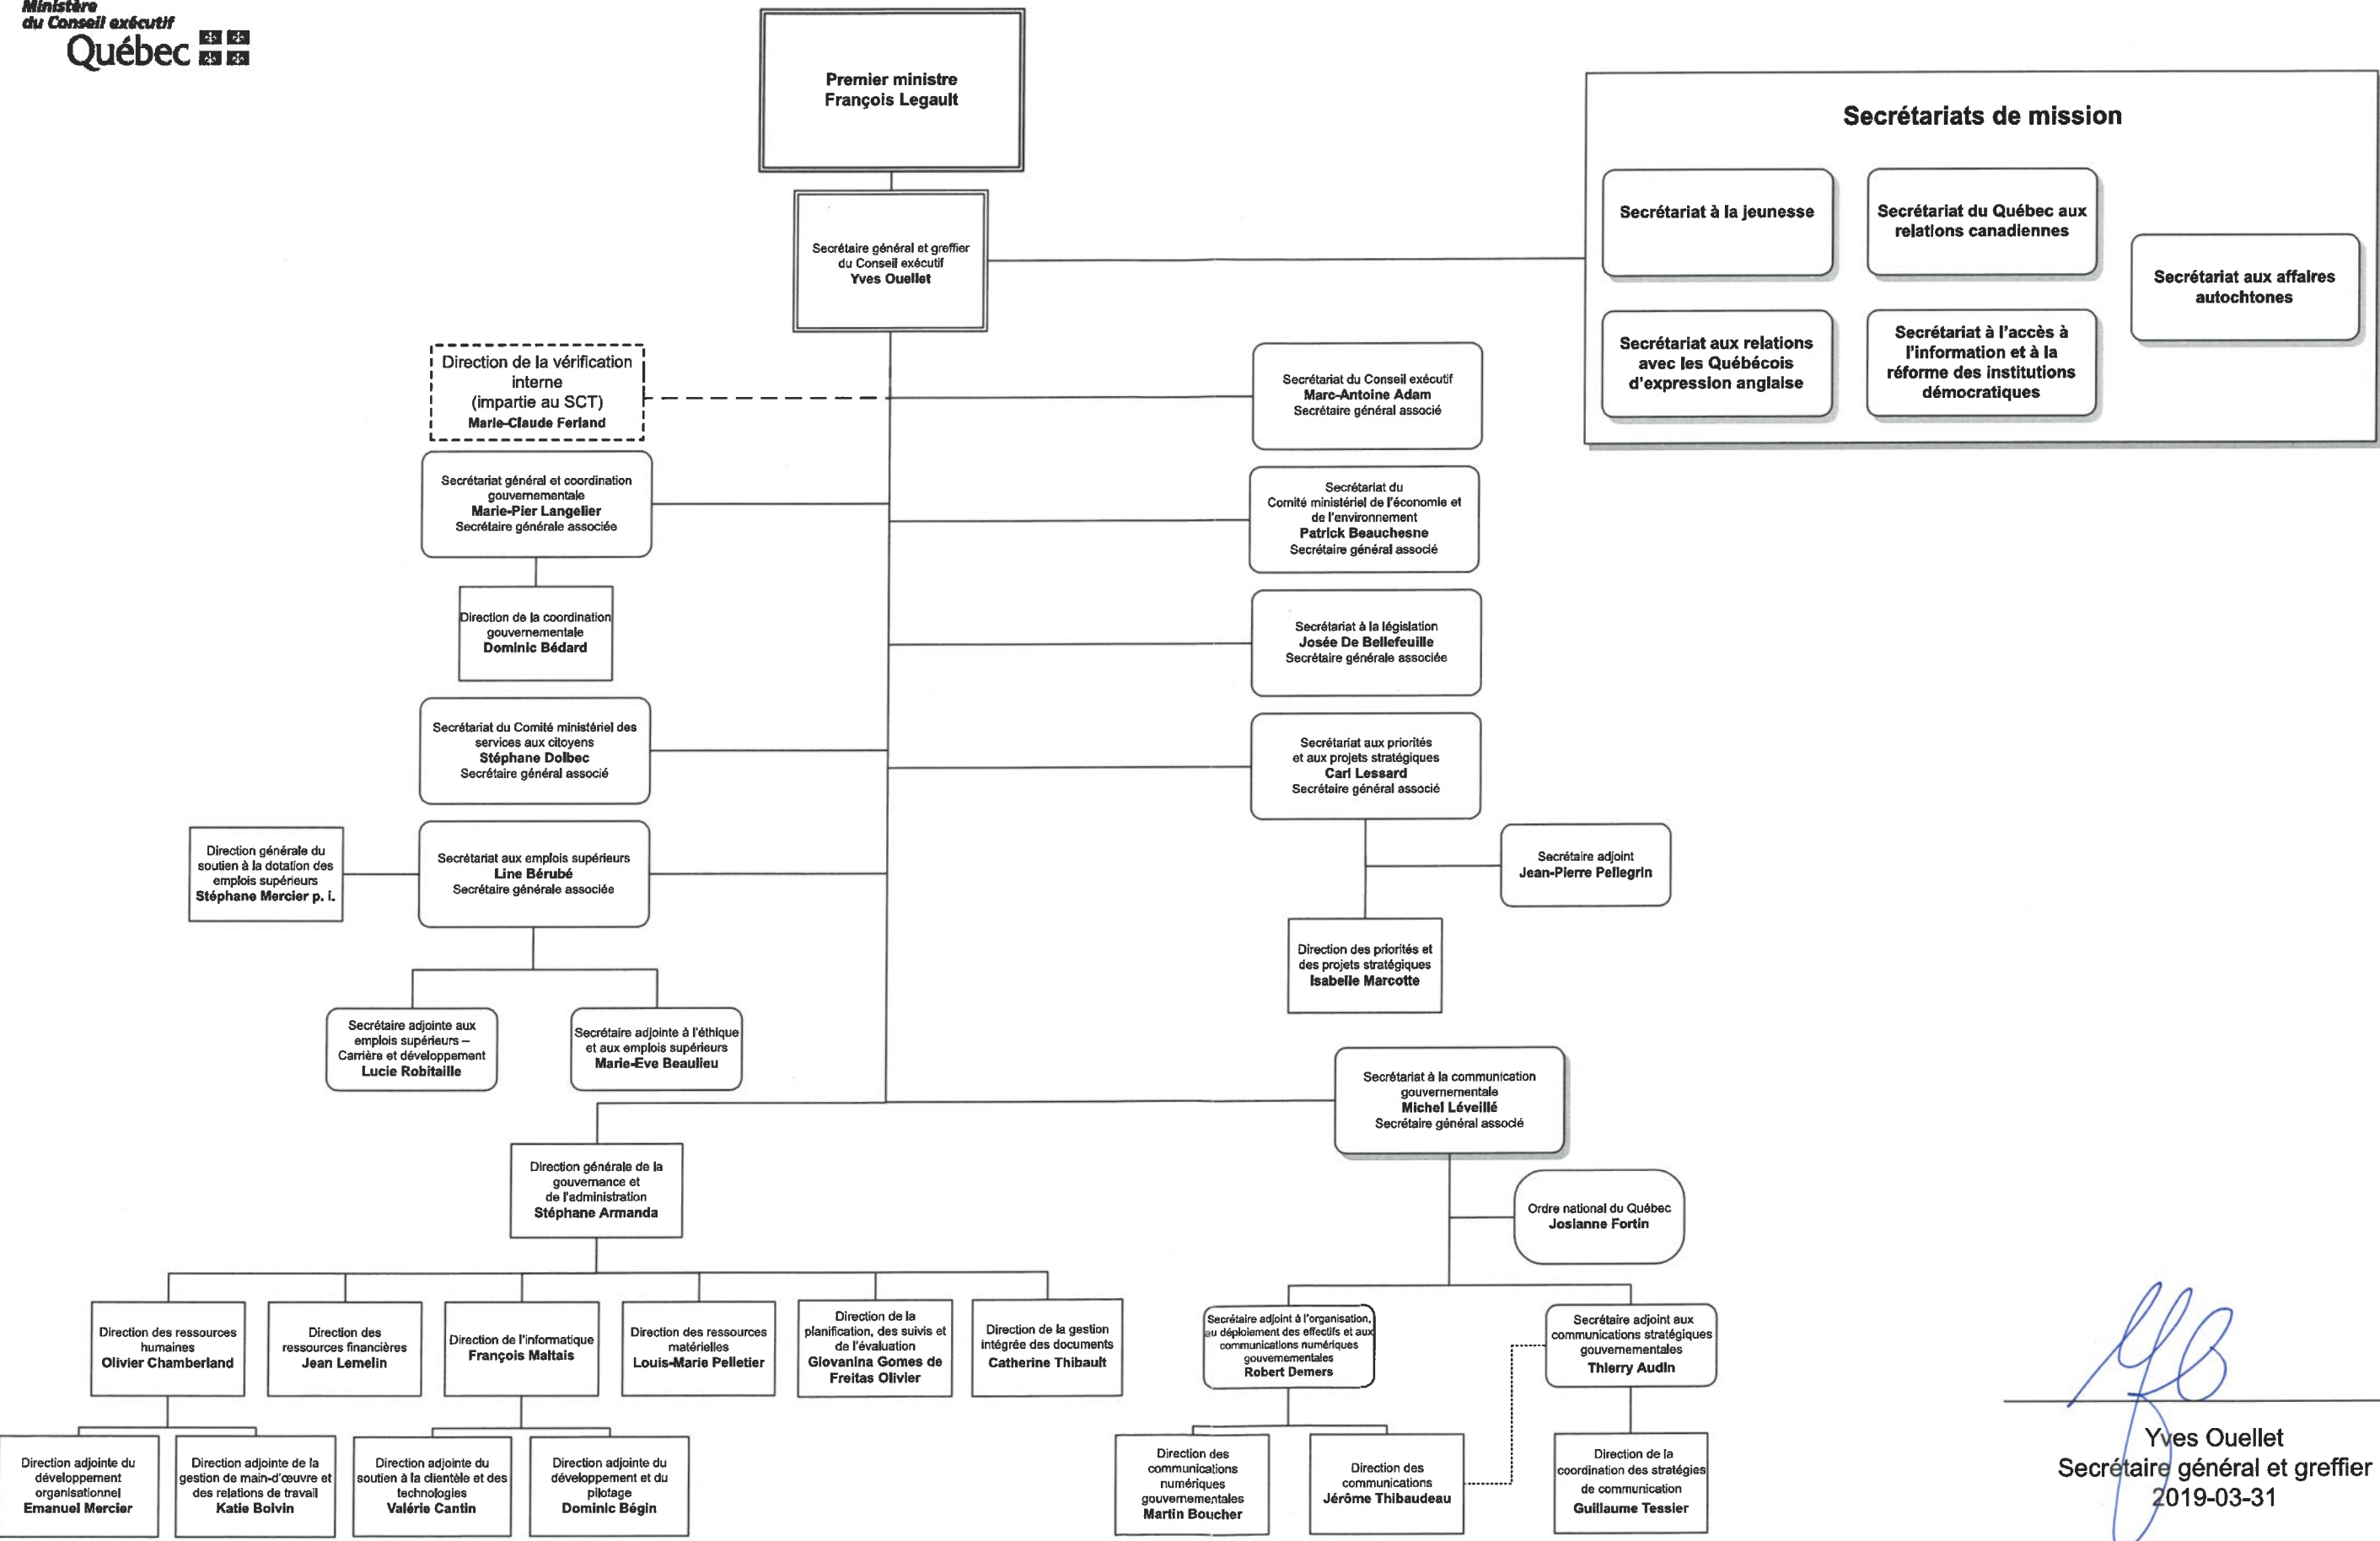 Ministère
du Conseil exécutif
Québec
Premier ministre
François Legault
Secrétaire général et greffier
du Conseil exécutif
Yves Ouellet
Secrétariats de mission
Secrétariat à la jeunesse
Secrétariat du Québec aux
relations canadiennes
Secrétariat aux affaires
autochtones
Secrétariat aux relations
avec les Québécois
d'expression anglaise
Secrétariat à l'accès à
l'information et à la
réforme des institutions
démocratiques
Direction de la vérification
interne
(impartie au SCT)
Marie-Claude Ferland
Secrétariat du Conseil exécutif
Marc-Antoine Adam
Secrétaire général associé
Secrétariat général et coordination
gouvernementale
Marie-Pier Langelier
Secrétaire générale associée
Secrétariat du
Comité ministériel de l'économie et
de l'environnement
Patrick Beauchesne
Secrétaire général associé
Direction de la coordination
gouvernementale
Dominic Bédard
Secrétariat à la législation
Josée De Bellefeuille
Secrétaire générale associée
Secrétariat du Comité ministériel des
services aux citoyens
Stéphane Dolbec
Secrétaire général associé
Secrétariat aux priorités
et aux projets stratégiques
Carl Lessard
Secrétaire général associé
Direction générale du
soutien à la dotation des
emplois supérieurs
Stéphane Mercier p. i.
Secrétariat aux emplois supérieurs
Line Bérubé
Secrétaire générale associée
Secrétaire adjoint
Jean-Pierre Pellegrin
Direction des priorités et
des projets stratégiques
Isabelle Marcotte
Secrétaire adjointe aux
emplois supérieurs –
Carrière et développement
Lucie Robitaille
Secrétaire adjointe à l'éthique
et aux emplois supérieurs
Marie-Eve Beaulieu
Secrétariat à la communication
gouvernementale
Michel Léveillé
Secrétaire général associé
Direction générale de la
gouvernance et
de l'administration
Stéphane Armanda
Ordre national du Québec
Josianne Fortin
Direction des ressources
humaines
Olivier Chamberland
Direction des
ressources financières
Jean Lemelin
Direction de l'informatique
François Maltais
Direction des ressources
matérielles
Louis-Marie Pelletier
Direction de la
planification, des suivis et
de l'évaluation
Giovanina Gomes de
Freitas Olivier
Direction de la gestion
intégrée des documents
Catherine Thibault
Secrétaire adjoint à l'organisation,
au déploiement des effectifs et aux
communications numériques
gouvernementales
Robert Demers
Secrétaire adjoint aux
communications stratégiques
gouvernementales
Thierry Audin
Direction adjointe du
développement
organisationnel
Emanuel Mercier
Direction adjointe de la
gestion de main-d'œuvre et
des relations de travail
Katie Boivin
Direction adjointe du
soutien à la clientèle et des
technologies
Valérie Cantin
Direction adjointe du
développement et du
pilotage
Dominic Bégin
Direction des
communications
numériques
gouvernementales
Martin Boucher
Direction des
communications
Jérôme Thibaudeau
Direction de la
coordination des stratégies
de communication
Guillaume Tessier
Yves Ouellet
Secrétaire général et greffier
2019-03-31